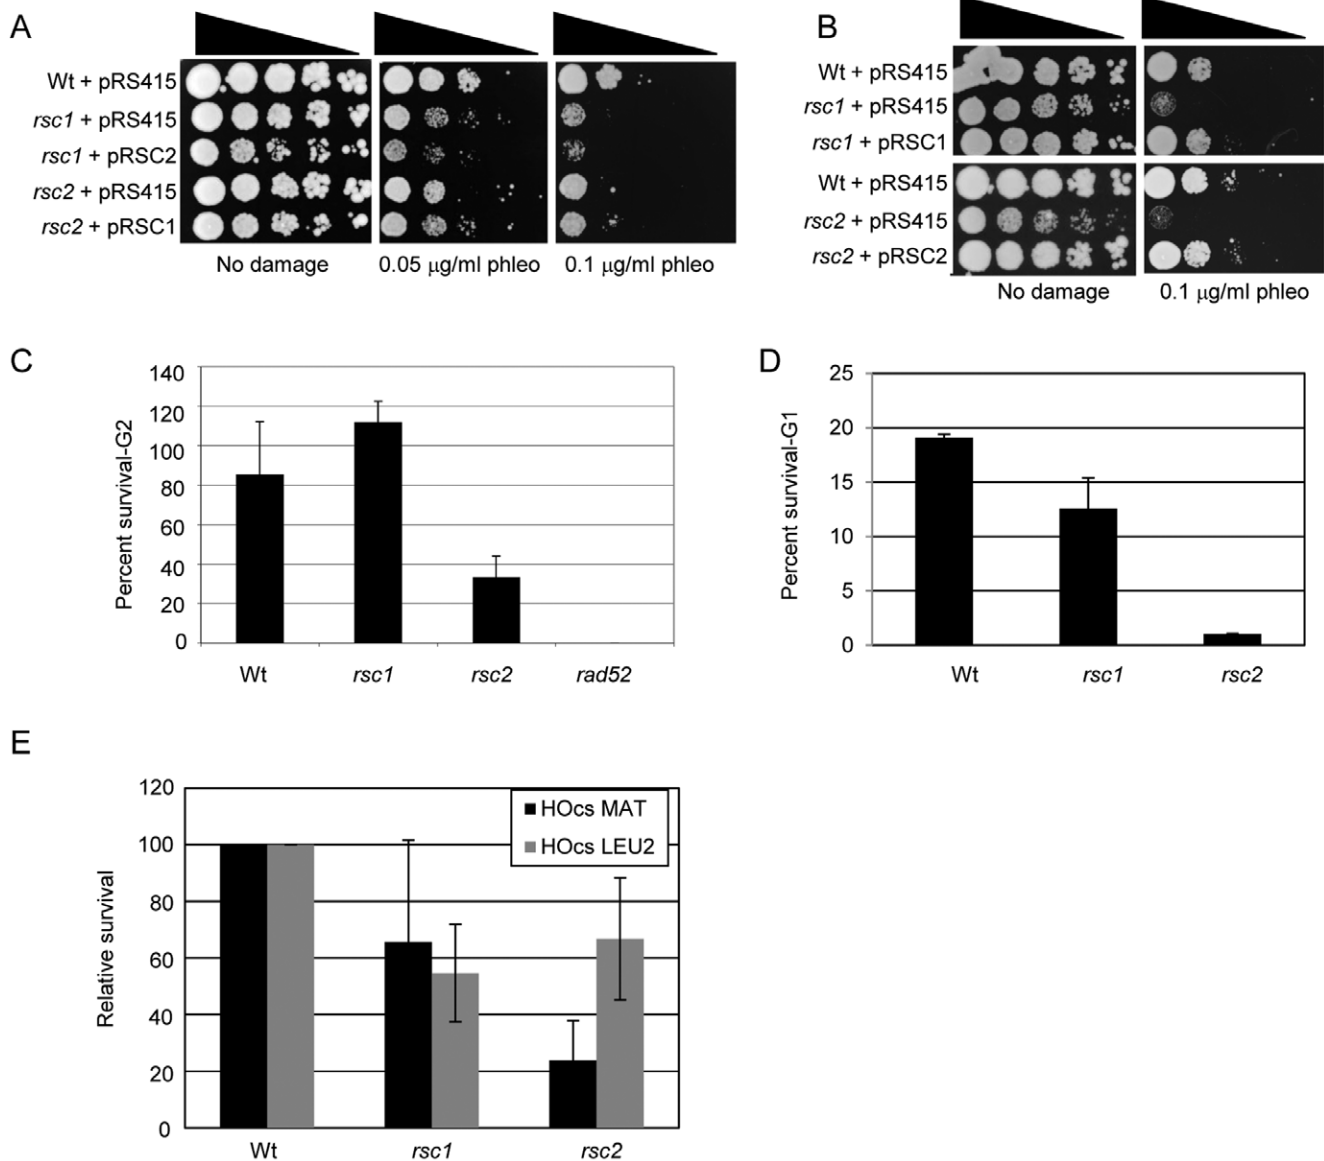 A
Wt + pRS415
rsc1 + pRS415
rsc1 + pRSC2
rsc2 + pRS415
rsc2 + pRSC1
No damage
0.05 μg/ml phleo
0.1 μg/ml phleo
B
Wt + pRS415
rsc1 + pRS415
rsc1 + pRSC1
Wt + pRS415
rsc2 + pRS415
rsc2 + pRSC2
No damage
0.1 μg/ml phleo
C
Percent survival-G2
140
120
100
80
60
40
20
0
Wt
rsc1
rsc2
rad52
D
Percent survival-G1
25
20
15
10
5
0
Wt
rsc1
rsc2
E
Relative survival
120
100
80
60
40
20
0
HOcs MAT
HOcs LEU2
Wt
rsc1
rsc2